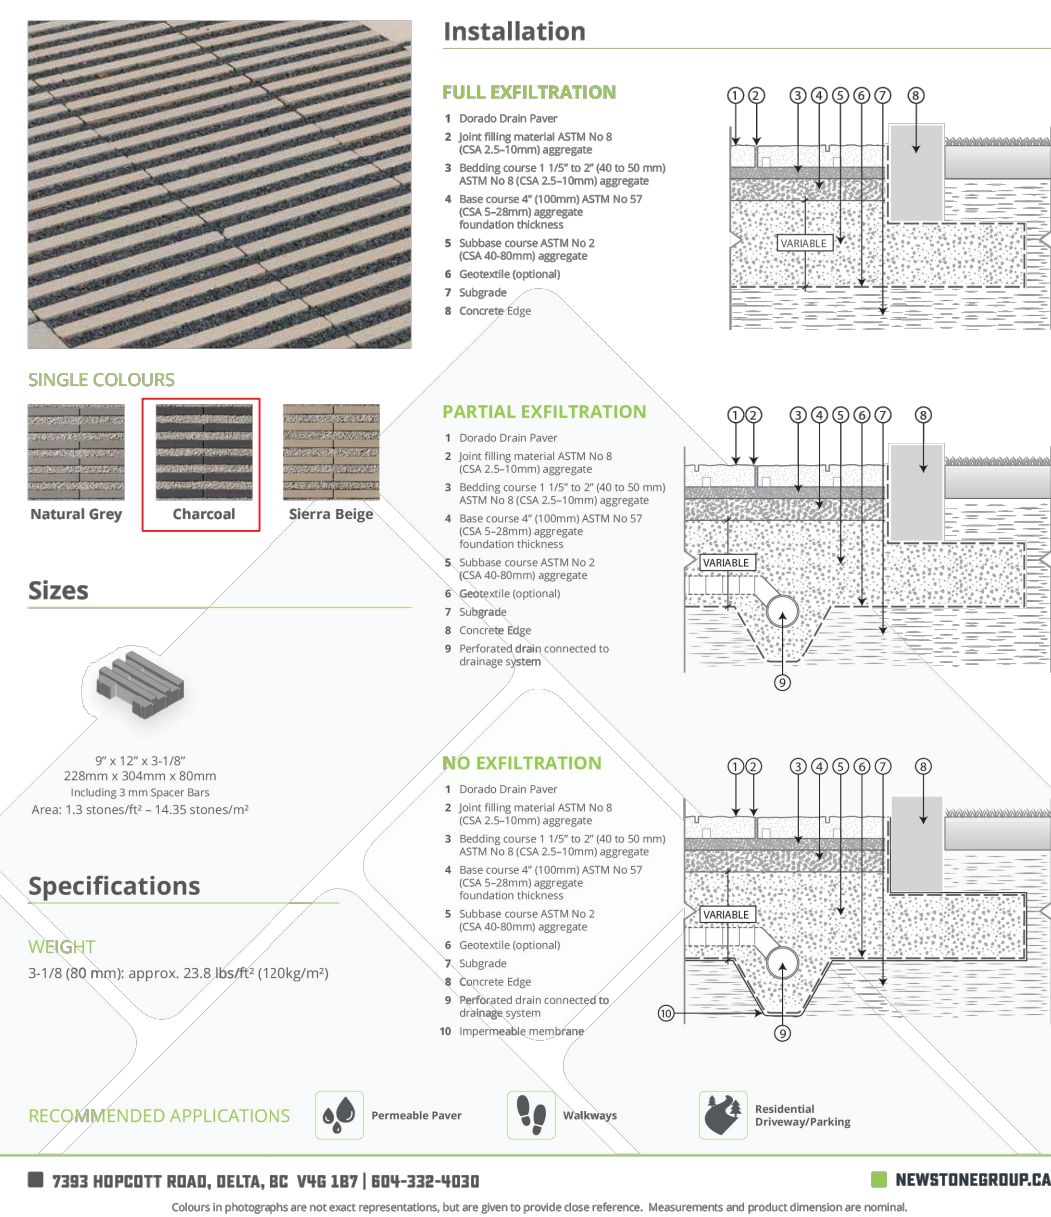 Installation
FULL EXFILTRATION
1 Dorado Drain Paver
2 Joint filling material ASTM No 8
(CSA 2.5–10mm) aggregate
3 Bedding course 1 1/5" to 2" (40 to 50 mm)
ASTM No 8 (CSA 2.5–10mm) aggregate
4 Base course 4" (100mm) ASTM No 57
(CSA 5–28mm) aggregate
foundation thickness
5 Subbase course ASTM No 2
(CSA 40-80mm) aggregate
6 Geotextile (optional)
7 Subgrade
8 Concrete Edge
1 2 3 4 5 6 7 8
VARIABLE
SINGLE COLOURS
Natural Grey
Charcoal
Sierra Beige
PARTIAL EXFILTRATION
1 Dorado Drain Paver
2 Joint filling material ASTM No 8
(CSA 2.5–10mm) aggregate
3 Bedding course 1 1/5" to 2" (40 to 50 mm)
ASTM No 8 (CSA 2.5–10mm) aggregate
4 Base course 4" (100mm) ASTM No 57
(CSA 5–28mm) aggregate
foundation thickness
5 Subbase course ASTM No 2
(CSA 40-80mm) aggregate
6 Geotextile (optional)
7 Subgrade
8 Concrete Edge
9 Perforated drain connected to
drainage system
1 2 3 4 5 6 7 8
VARIABLE
9
Sizes
9" x 12" x 3-1/8"
228mm x 304mm x 80mm
Including 3 mm Spacer Bars
Area: 1.3 stones/ft² – 14.35 stones/m²
NO EXFILTRATION
1 Dorado Drain Paver
2 Joint filling material ASTM No 8
(CSA 2.5–10mm) aggregate
3 Bedding course 1 1/5" to 2" (40 to 50 mm)
ASTM No 8 (CSA 2.5–10mm) aggregate
4 Base course 4" (100mm) ASTM No 57
(CSA 5–28mm) aggregate
foundation thickness
5 Subbase course ASTM No 2
(CSA 40-80mm) aggregate
6 Geotextile (optional)
7 Subgrade
8 Concrete Edge
9 Perforated drain connected to
drainage system
10 Impermeable membrane
1 2 3 4 5 6 7 8
VARIABLE
10
9
Specifications
WEIGHT
3-1/8 (80 mm): approx. 23.8 lbs/ft² (120kg/m²)
RECOMMENDED APPLICATIONS
Permeable Paver
Walkways
Residential
Driveway/Parking
7393 HOPCOTT ROAD, DELTA, BC V4G 1B7 | 604-332-4030
NEWSTONEGROUP.CA
Colours in photographs are not exact representations, but are given to provide close reference. Measurements and product dimension are nominal.